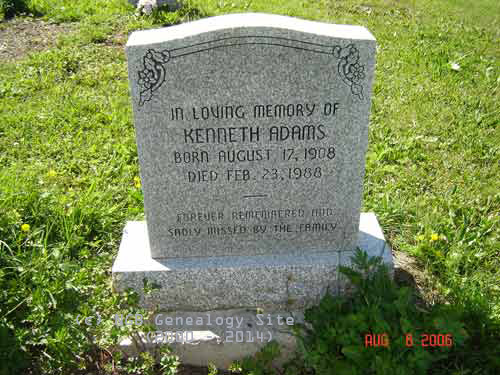 IN LOVING MEMORY OF
KENNETH ADAMS
BORN AUGUST 17, 1908
DIED FEB. 23, 1988
FOREVER REMEMBERED AND
SADLY MISSED BY THE FAMILY
Genealogy Site
2014)
AUG 8 2006